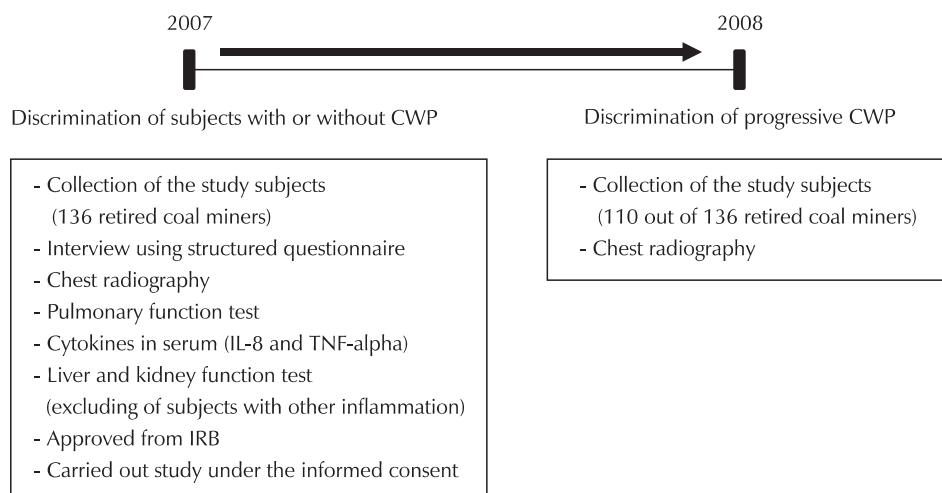 2007
2008
Discrimination of subjects with or without CWP
Discrimination of progressive CWP
- Collection of the study subjects
(136 retired coal miners)
- Interview using structured questionnaire
- Chest radiography
- Pulmonary function test
- Cytokines in serum (IL-8 and TNF-alpha)
- Liver and kidney function test
(excluding of subjects with other inflammation)
- Approved from IRB
- Carried out study under the informed consent
- Collection of the study subjects
(110 out of 136 retired coal miners)
- Chest radiography